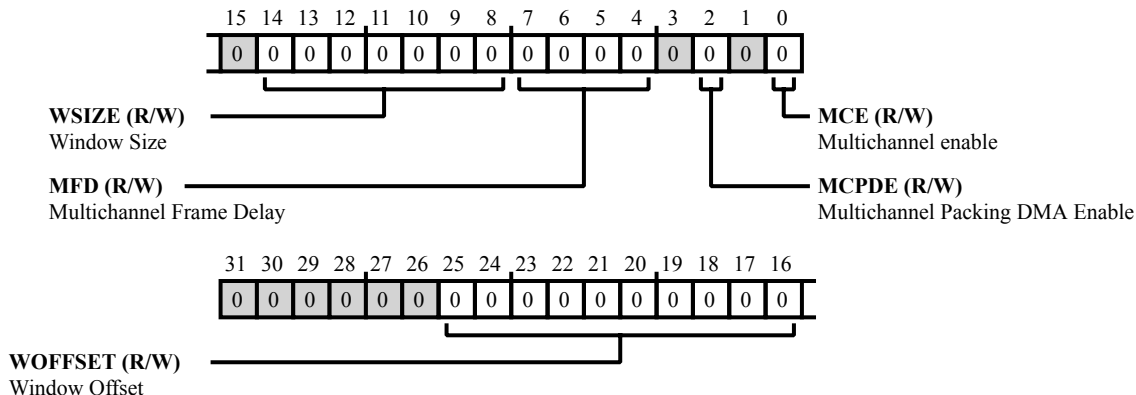 15 14 13 12 11 10 9 8 7 6 5 4 3 2 1 0
0 0 0 0 0 0 0 0 0 0 0 0 0 0 0 0
WSIZE (R/W)
Window Size
MFD (R/W)
Multichannel Frame Delay
MCE (R/W)
Multichannel enable
MCPDE (R/W)
Multichannel Packing DMA Enable
31 30 29 28 27 26 25 24 23 22 21 20 19 18 17 16
0 0 0 0 0 0 0 0 0 0 0 0 0 0 0 0
WOFFSET (R/W)
Window Offset